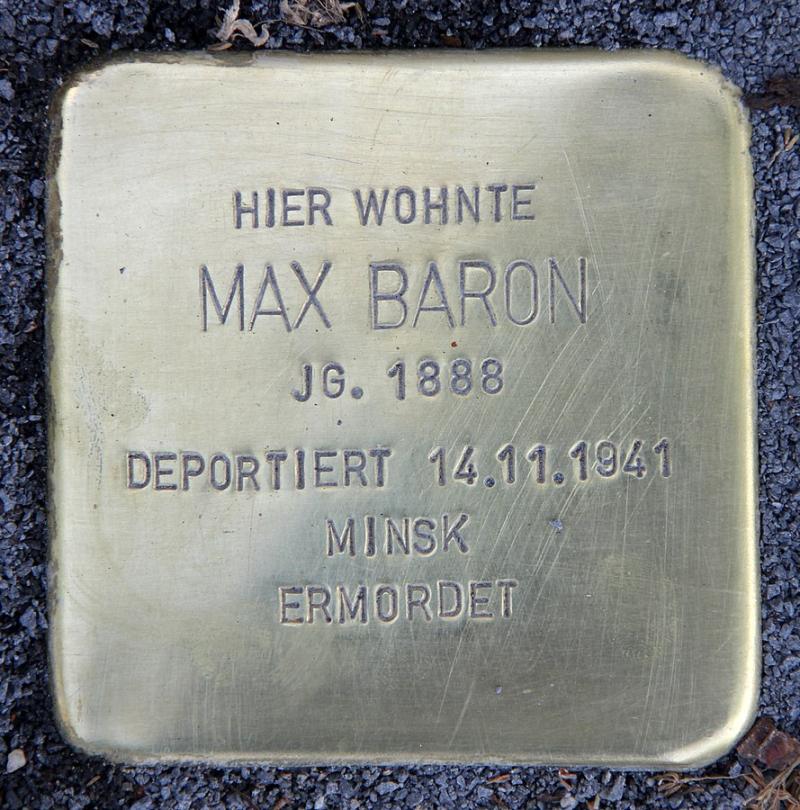 HIER WOHNTE
MAX BARON
JG. 1888
DEPORTIERT 14.11.1941
MINSK
ERMORDET